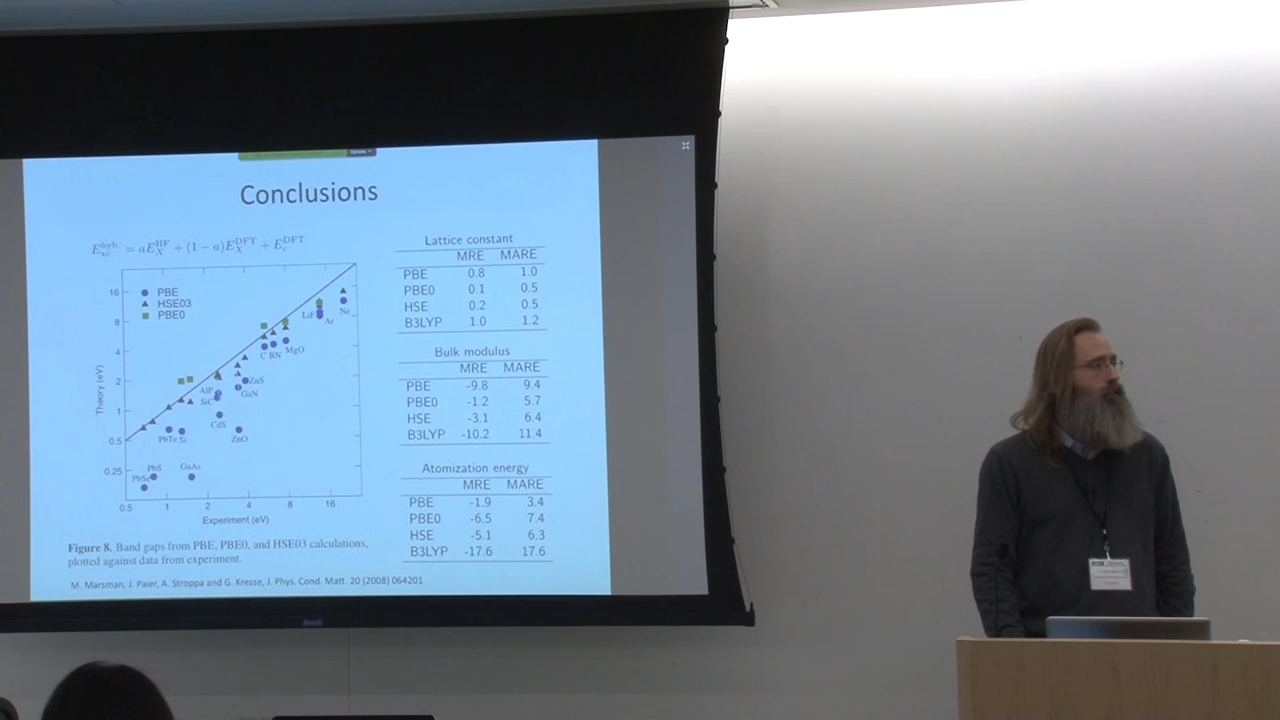 Options
Conclusions
E_xc^hyb. = aE_X^HF + (1 − a)E_X^DFT + E_c^DFT
16
8
4
2
1
0.5
0.25
Theory (eV)
PBE
HSE03
PBE0
Ne
LiF
Ar
C BN MgO
ZnS
AlP
GaN
SiC
CdS
PbTe Si
ZnO
PbS
GaAs
PbSe
0.5 1 2 4 8 16
Experiment (eV)
Figure 8. Band gaps from PBE, PBE0, and HSE03 calculations,
plotted against data from experiment.
M. Marsman, J. Paier, A. Stroppa and G. Kresse, J. Phys. Cond. Matt. 20 (2008) 064201
Lattice constant
MRE MARE
PBE 0.8 1.0
PBE0 0.1 0.5
HSE 0.2 0.5
B3LYP 1.0 1.2
Bulk modulus
MRE MARE
PBE -9.8 9.4
PBE0 -1.2 5.7
HSE -3.1 6.4
B3LYP -10.2 11.4
Atomization energy
MRE MARE
PBE -1.9 3.4
PBE0 -6.5 7.4
HSE -5.1 6.3
B3LYP -17.6 17.6